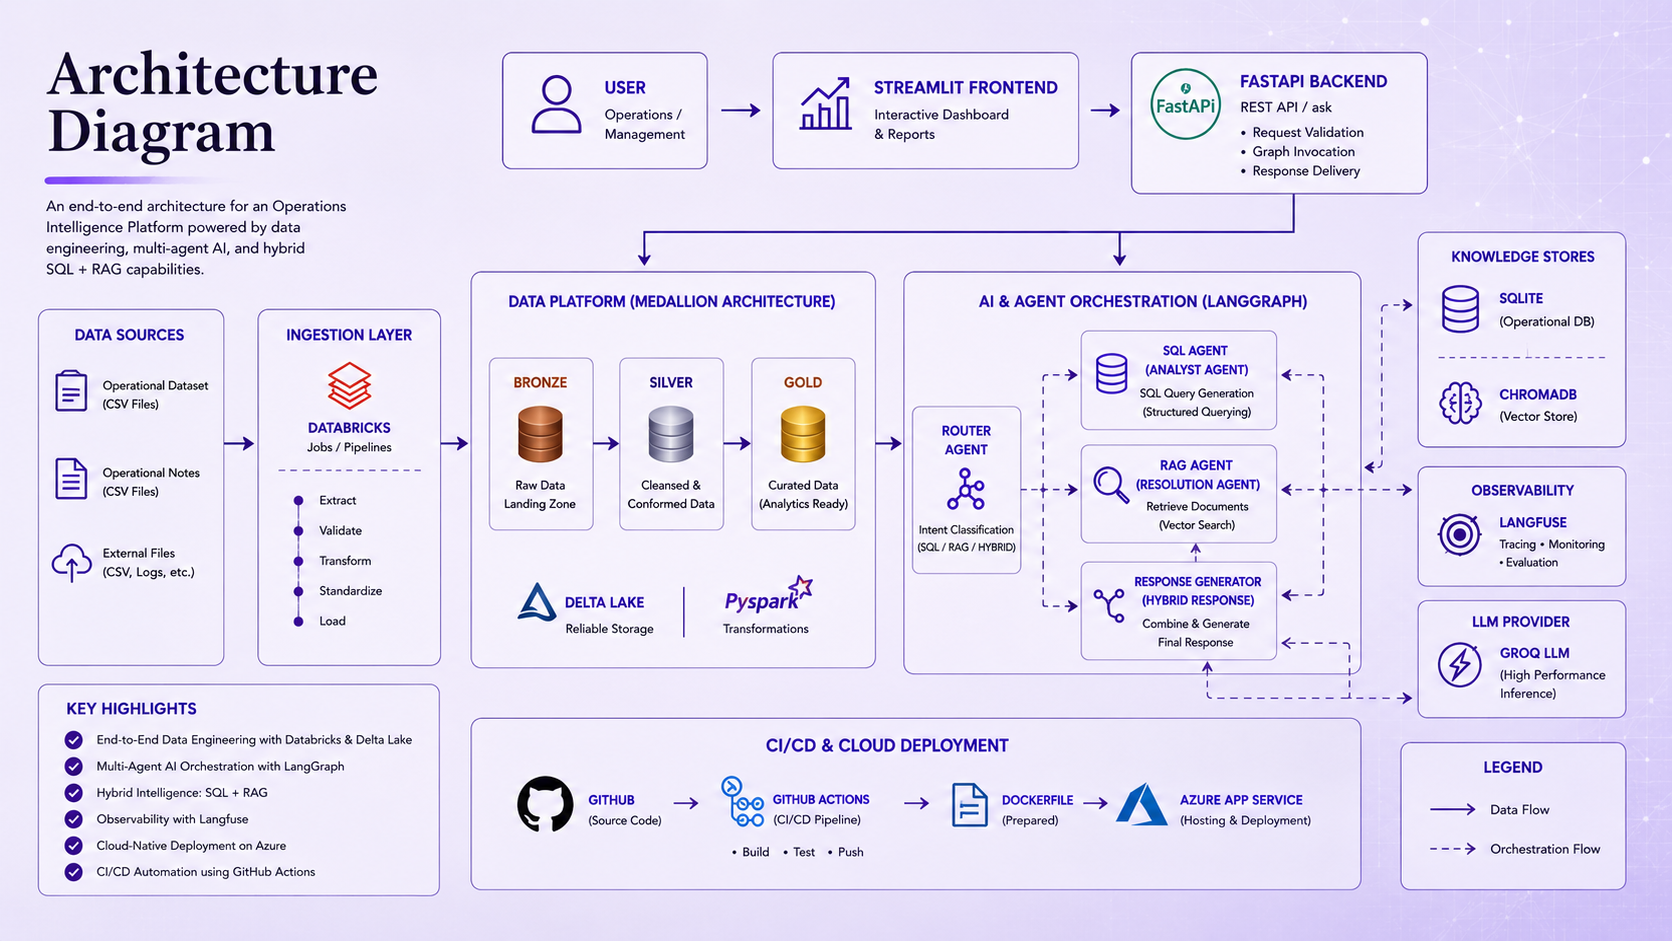 Architecture
Diagram
An end-to-end architecture for an Operations
Intelligence Platform powered by data
engineering, multi-agent AI, and hybrid
SQL + RAG capabilities.
USER
Operations /
Management
STREAMLIT FRONTEND
Interactive Dashboard
& Reports
FastAPi
FASTAPI BACKEND
REST API / ask
• Request Validation
• Graph Invocation
• Response Delivery
DATA SOURCES
Operational Dataset
(CSV Files)
Operational Notes
(CSV Files)
External Files
(CSV, Logs, etc.)
INGESTION LAYER
DATABRICKS
Jobs / Pipelines
Extract
Validate
Transform
Standardize
Load
DATA PLATFORM (MEDALLION ARCHITECTURE)
BRONZE
Raw Data
Landing Zone
SILVER
Cleansed &
Conformed Data
GOLD
Curated Data
(Analytics Ready)
DELTA LAKE
Reliable Storage
Pyspark
Transformations
AI & AGENT ORCHESTRATION (LANGGRAPH)
ROUTER
AGENT
Intent Classification
(SQL / RAG / HYBRID)
SQL AGENT
(ANALYST AGENT)
SQL Query Generation
(Structured Querying)
RAG AGENT
(RESOLUTION AGENT)
Retrieve Documents
(Vector Search)
RESPONSE GENERATOR
(HYBRID RESPONSE)
Combine & Generate
Final Response
KNOWLEDGE STORES
SQLITE
(Operational DB)
CHROMADB
(Vector Store)
OBSERVABILITY
LANGFUSE
Tracing • Monitoring
• Evaluation
LLM PROVIDER
GROQ LLM
(High Performance
Inference)
KEY HIGHLIGHTS
End-to-End Data Engineering with Databricks & Delta Lake
Multi-Agent AI Orchestration with LangGraph
Hybrid Intelligence: SQL + RAG
Observability with Langfuse
Cloud-Native Deployment on Azure
CI/CD Automation using GitHub Actions
CI/CD & CLOUD DEPLOYMENT
GITHUB
(Source Code)
GITHUB ACTIONS
(CI/CD Pipeline)
• Build • Test • Push
DOCKERFILE
(Prepared)
AZURE APP SERVICE
(Hosting & Deployment)
LEGEND
Data Flow
Orchestration Flow